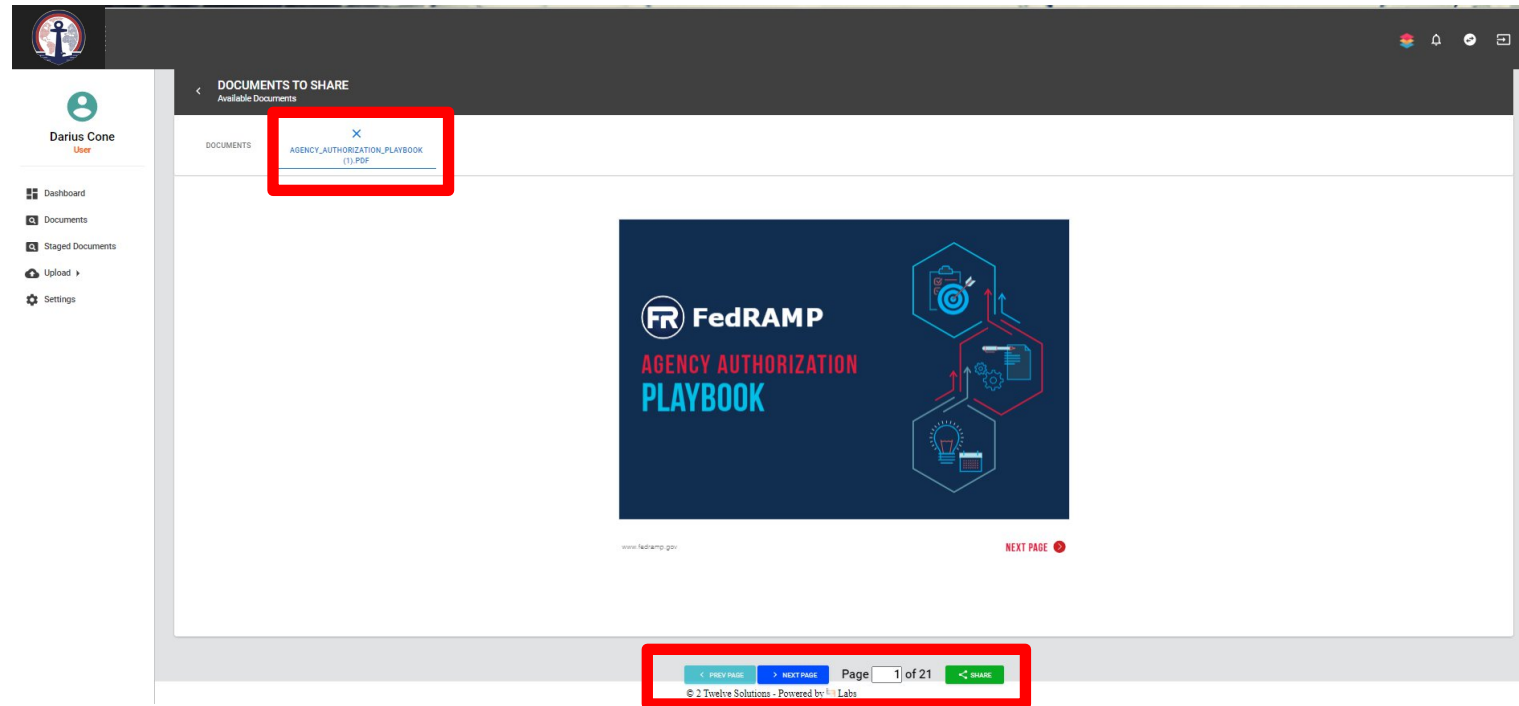 DOCUMENTS TO SHARE
Available Documents
Darius Cone
User
DOCUMENTS
AGENCY_AUTHORIZATION_PLAYBOOK
(1).PDF
Dashboard
Documents
Staged Documents
Upload
Settings
FR FedRAMP
AGENCY AUTHORIZATION
PLAYBOOK
www.fedramp.gov
NEXT PAGE
PREV PAGE NEXT PAGE Page 1 of 21 SHARE
© 2 Twelve Solutions - Powered by Labs